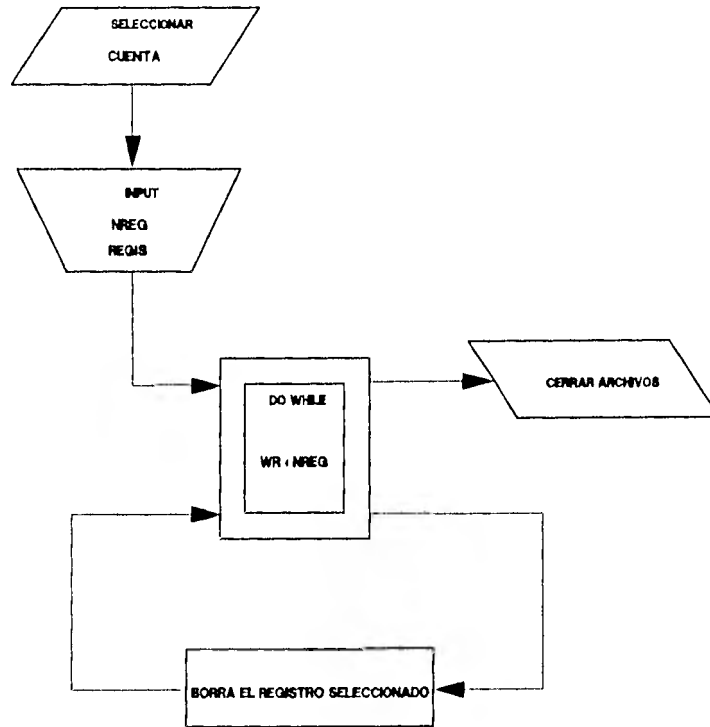 SELECCIONAR
CUENTA
INPUT
NREG
REGIS
DO WHILE
WR < NREG
CERRAR ARCHIVOS
BORRA EL REGISTRO SELECCIONADO